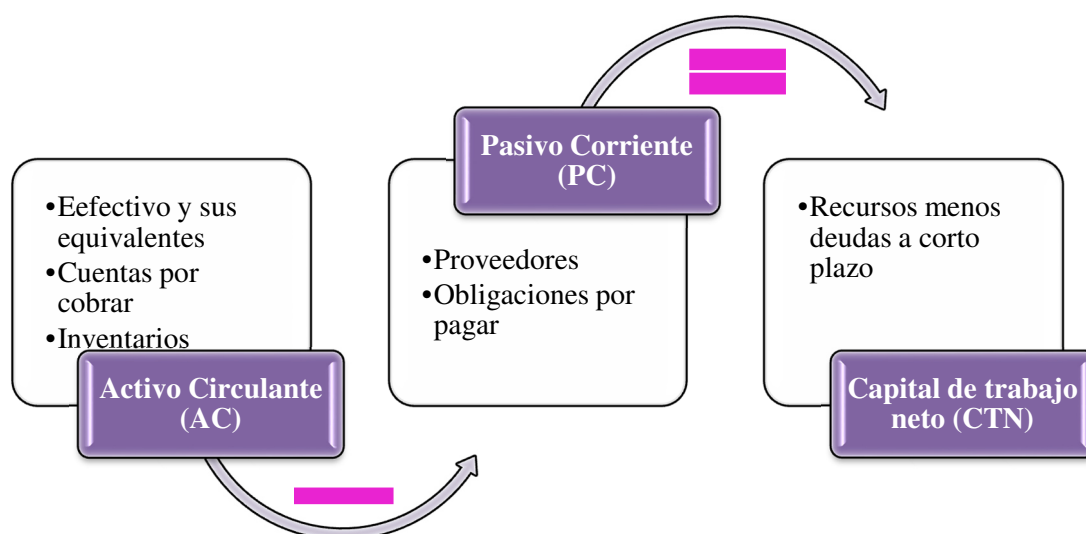 •Eefectivo y sus
equivalentes
•Cuentas por
cobrar
•Inventarios
Activo Circulante
(AC)
Pasivo Corriente
(PC)
•Proveedores
•Obligaciones por
pagar
•Recursos menos
deudas a corto
plazo
Capital de trabajo
neto (CTN)